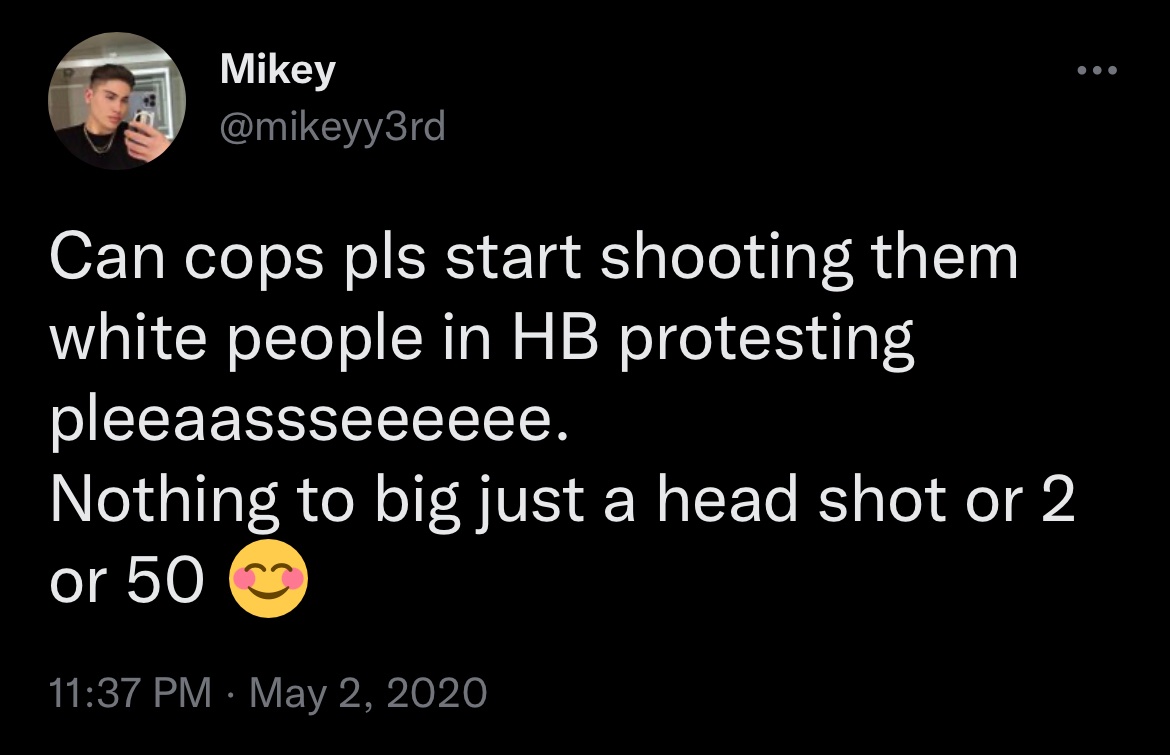 Mikey
@mikeyy3rd
Can cops pls start shooting them
white people in HB protesting
pleeaassseeeeee.
Nothing to big just a head shot or 2
or 50 😊
11:37 PM · May 2, 2020